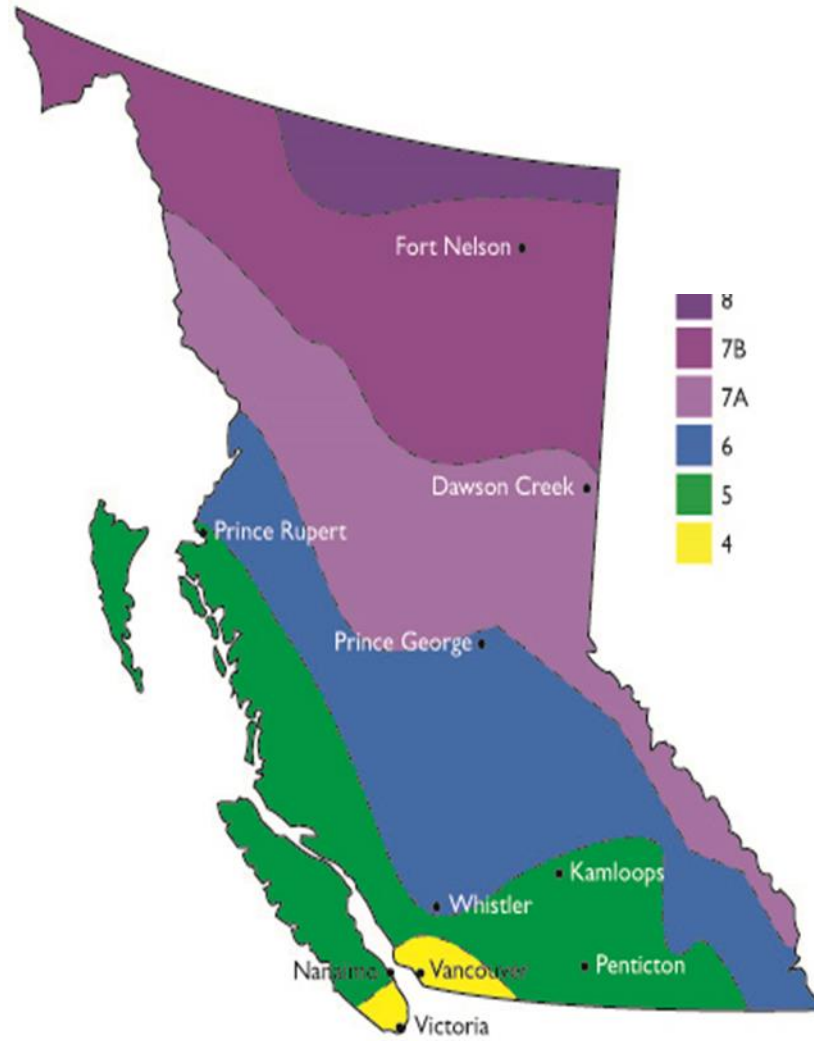 Fort Nelson
8
7B
7A
6
5
4
Dawson Creek
Prince Rupert
Prince George
Kamloops
Whistler
Nanaimo
Vancouver
Penticton
Victoria